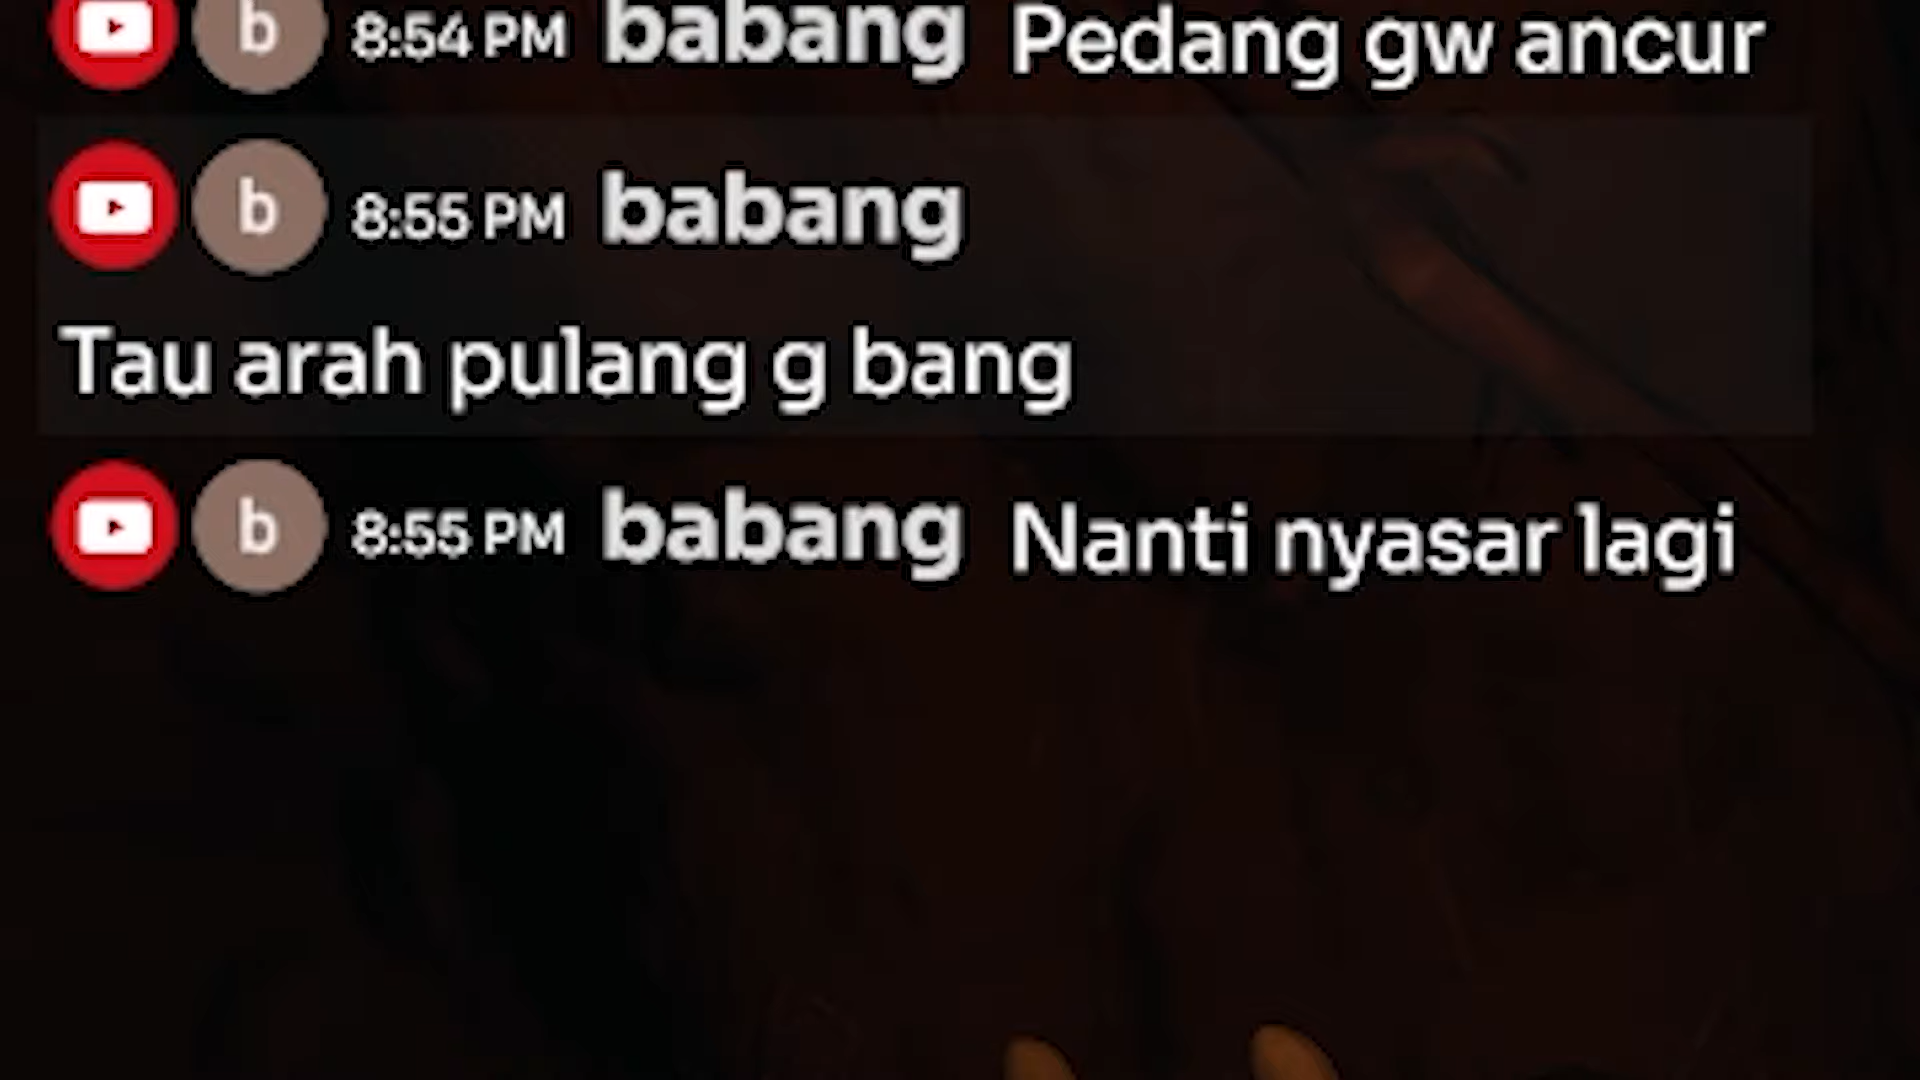 b 8:54 PM babang Pedang gw ancur
b 8:55 PM babang
Tau arah pulang g bang
b 8:55 PM babang Nanti nyasar lagi